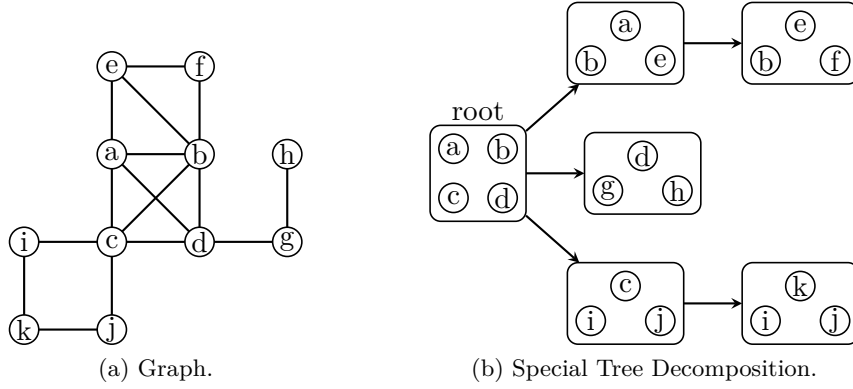 e f
a b h
i c d g
k j
(a) Graph.
root
a b
c d
a
b e
e
b f
d
g h
c
i j
k
i j
(b) Special Tree Decomposition.